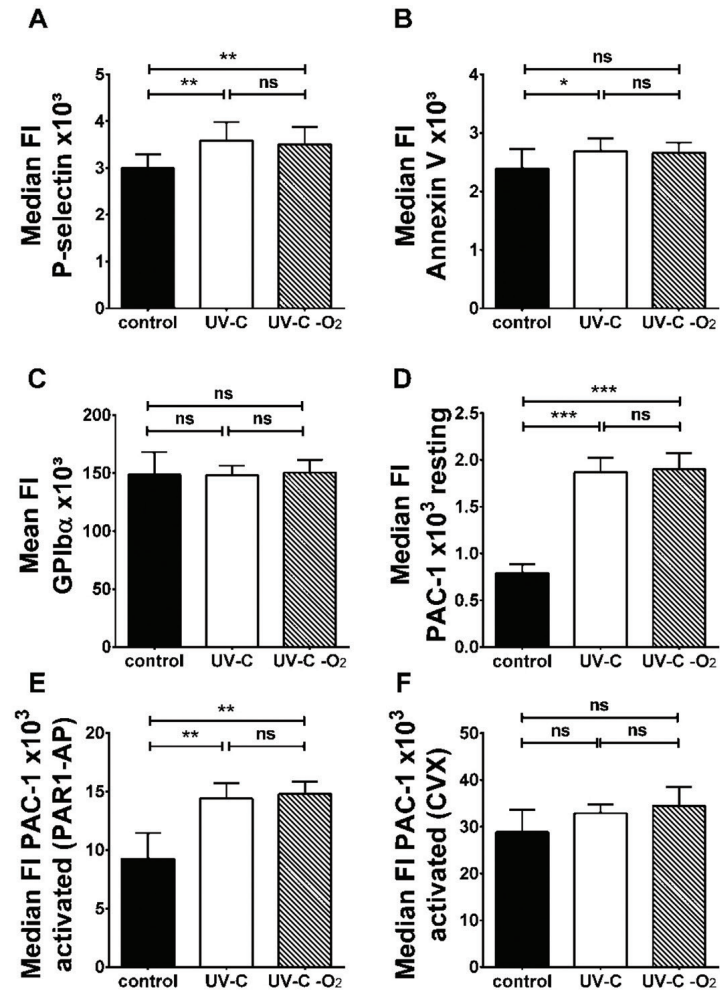 A
Median FI
P-selectin x10³
**
**
ns
5
4
3
2
1
0
control
UV-C
UV-C -O₂
B
Median FI
Annexin V x10³
ns
*
ns
4
3
2
1
0
control
UV-C
UV-C -O₂
C
Mean FI
GPIbα x10³
ns
ns
ns
200
150
100
50
0
control
UV-C
UV-C -O₂
D
Median FI
PAC-1 x10³ resting
***
***
ns
2.5
2.0
1.5
1.0
0.5
0.0
control
UV-C
UV-C -O₂
E
Median FI PAC-1 x10³
activated (PAR1-AP)
**
**
ns
20
15
10
5
0
control
UV-C
UV-C -O₂
F
Median FI PAC-1 x10³
activated (CVX)
ns
ns
ns
50
40
30
20
10
0
control
UV-C
UV-C -O₂